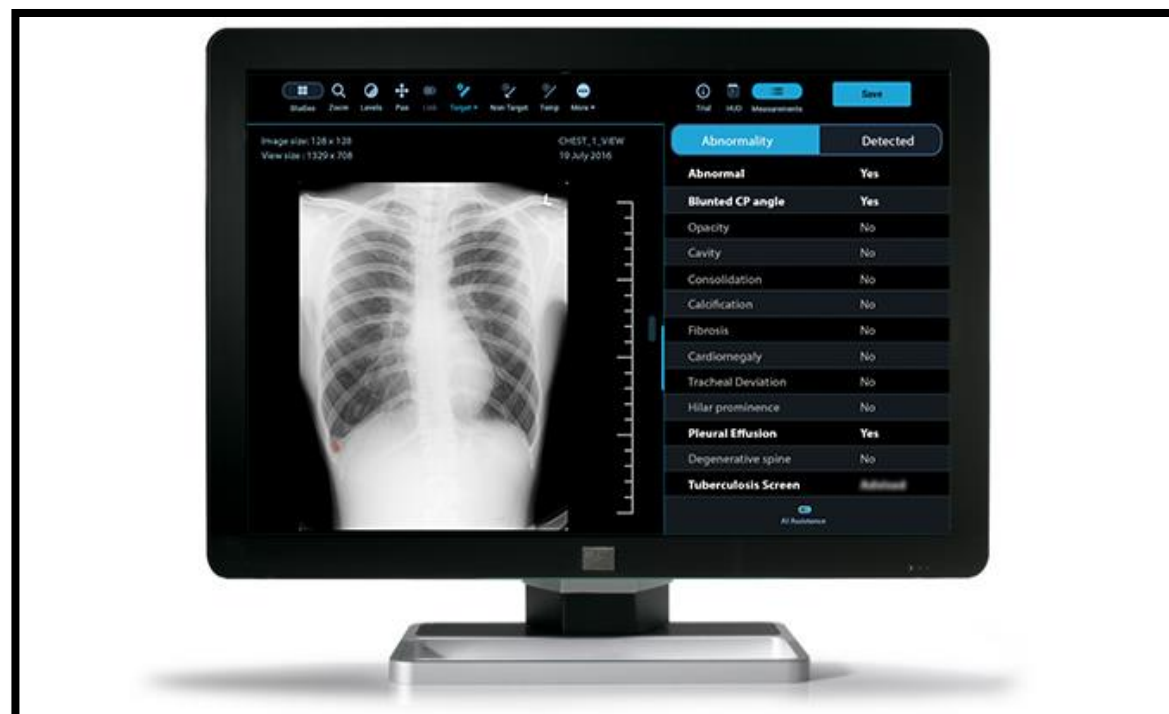 Studies Zoom Levels Pan Link Target Non Target Temp More
Trial HUD Measurements Save
Image size: 128 x 128
View size : 1329 x 708
CHEST_1_VIEW
19 July 2016
L
Abnormality Detected
Abnormal Yes
Blunted CP angle Yes
Opacity No
Cavity No
Consolidation No
Calcification No
Fibrosis No
Cardiomegaly No
Tracheal Deviation No
Hilar prominence No
Pleural Effusion Yes
Degenerative spine No
Tuberculosis Screen
AI Assistance